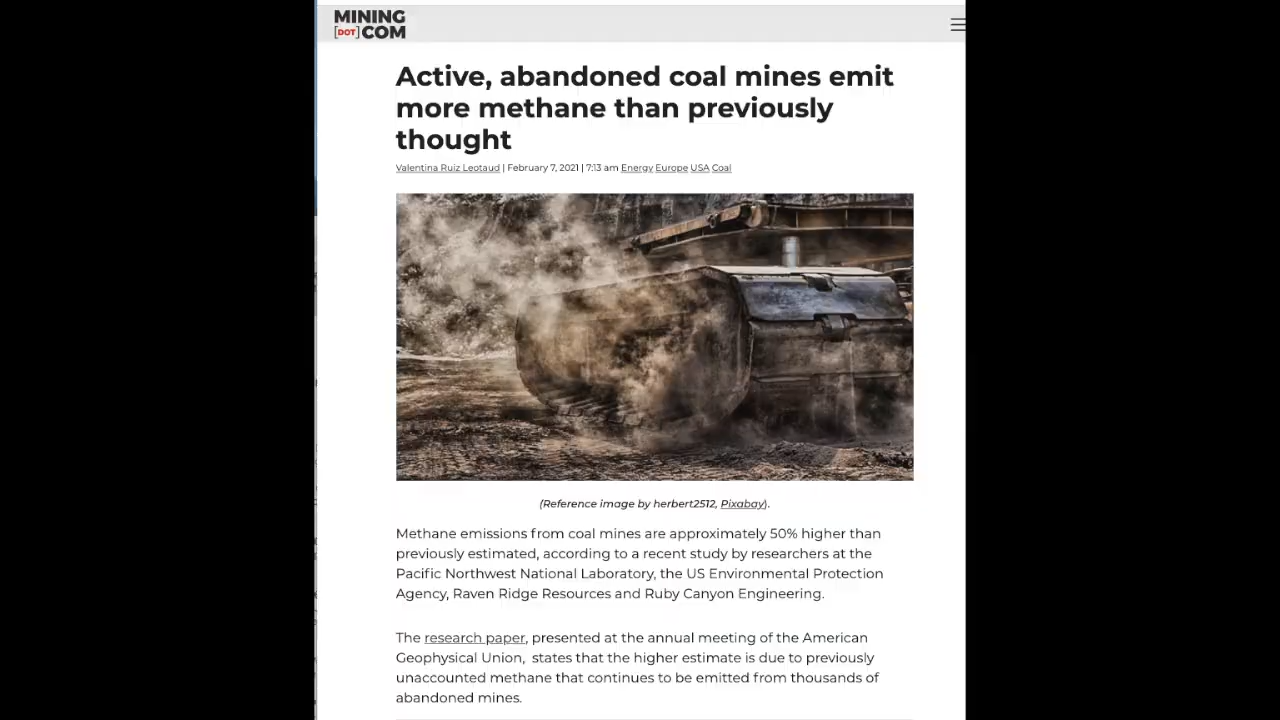 MINING
[DOT]COM
Active, abandoned coal mines emit
more methane than previously
thought
Valentina Ruiz Leotaud | February 7, 2021 | 7:13 am Energy Europe USA Coal
(Reference image by herbert2512, Pixabay).
Methane emissions from coal mines are approximately 50% higher than
previously estimated, according to a recent study by researchers at the
Pacific Northwest National Laboratory, the US Environmental Protection
Agency, Raven Ridge Resources and Ruby Canyon Engineering.
The research paper, presented at the annual meeting of the American
Geophysical Union,  states that the higher estimate is due to previously
unaccounted methane that continues to be emitted from thousands of
abandoned mines.